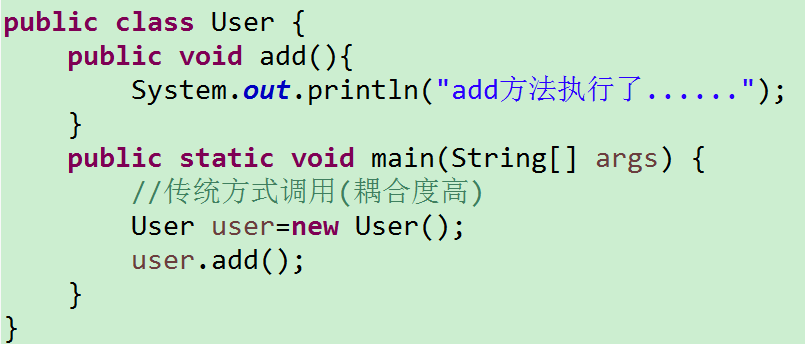 public class User {
    public void add(){
        System.out.println("add方法执行了......");
    }
    public static void main(String[] args) {
        //传统方式调用(耦合度高)
        User user=new User();
        user.add();
    }
}